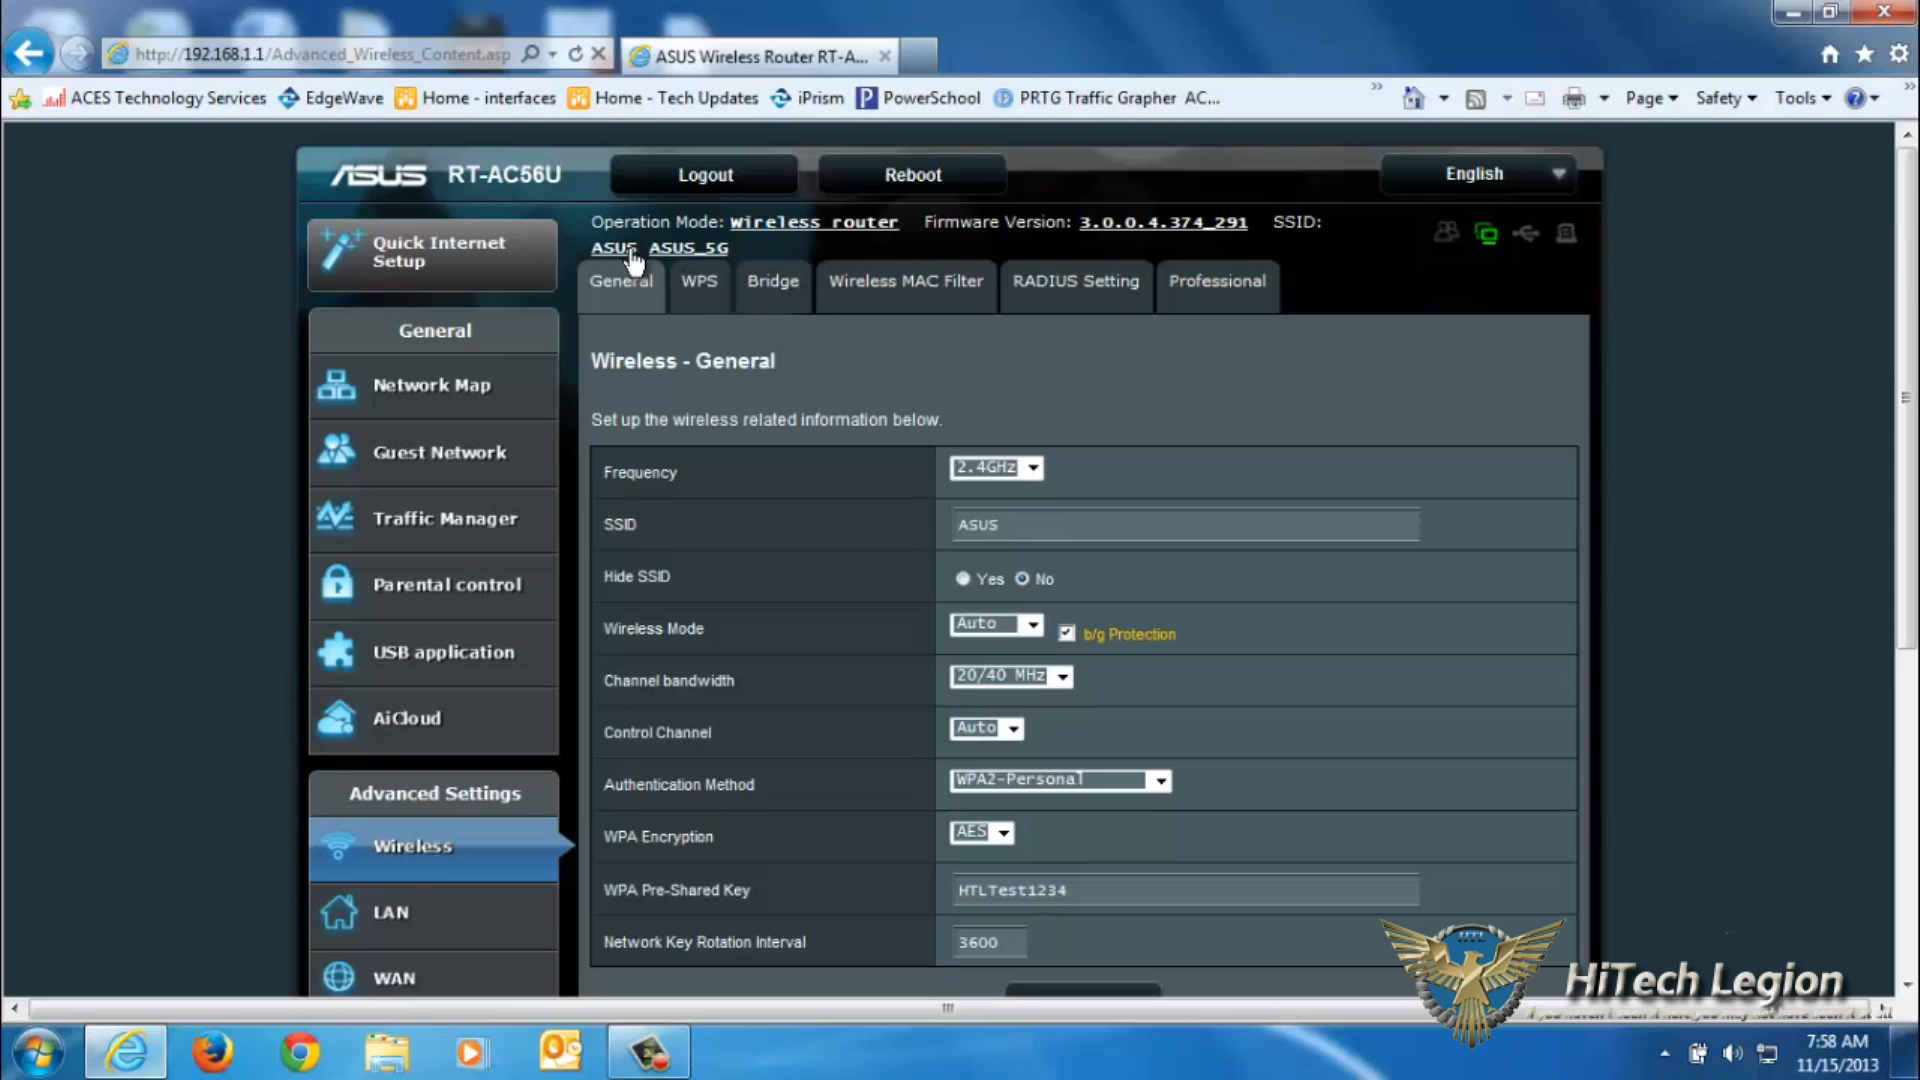 http://192.168.1.1/Advanced_Wireless_Content.asp
ASUS Wireless Router RT-A...
ACES Technology Services
EdgeWave
Home - interfaces
Home - Tech Updates
iPrism
PowerSchool
PRTG Traffic Grapher AC...
Page
Safety
Tools
ASUS RT-AC56U
Logout
Reboot
English
Operation Mode: Wireless router Firmware Version: 3.0.0.4.374_291 SSID:
ASUS ASUS_5G
Quick Internet
Setup
General
WPS
Bridge
Wireless MAC Filter
RADIUS Setting
Professional
General
Network Map
Guest Network
Traffic Manager
Parental control
USB application
AiCloud
Advanced Settings
Wireless
LAN
WAN
Wireless - General
Set up the wireless related information below.
Frequency 2.4GHz
SSID ASUS
Hide SSID Yes No
Wireless Mode Auto b/g Protection
Channel bandwidth 20/40 MHz
Control Channel Auto
Authentication Method WPA2-Personal
WPA Encryption AES
WPA Pre-Shared Key HTLTest1234
Network Key Rotation Interval 3600
HiTech Legion
7:58 AM
11/15/2013